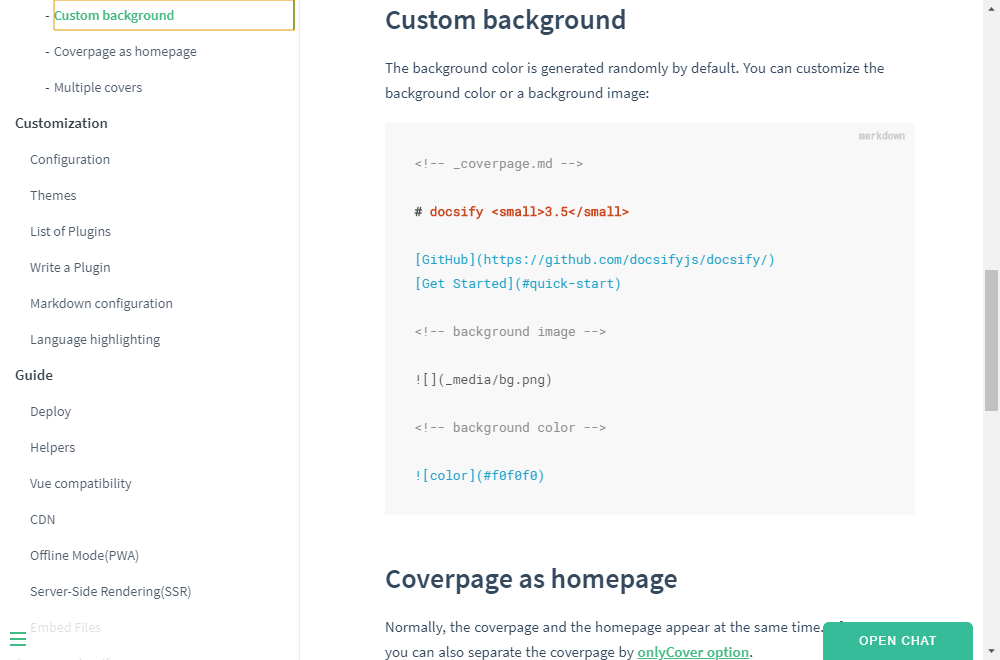 - Custom background
- Coverpage as homepage
- Multiple covers
Customization
Configuration
Themes
List of Plugins
Write a Plugin
Markdown configuration
Language highlighting
Guide
Deploy
Helpers
Vue compatibility
CDN
Offline Mode(PWA)
Server-Side Rendering(SSR)
Embed Files
Custom background
The background color is generated randomly by default. You can customize the
background color or a background image:
markdown
<!-- _coverpage.md -->
# docsify <small>3.5</small>
[GitHub](https://github.com/docsifyjs/docsify/)
[Get Started](#quick-start)
<!-- background image -->
![](_media/bg.png)
<!-- background color -->
![color](#f0f0f0)
Coverpage as homepage
Normally, the coverpage and the homepage appear at the same time.
you can also separate the coverpage by onlyCover option.
OPEN CHAT